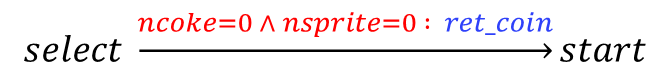 ncoke=0 ∧ nsprite=0 : ret_coin
select start